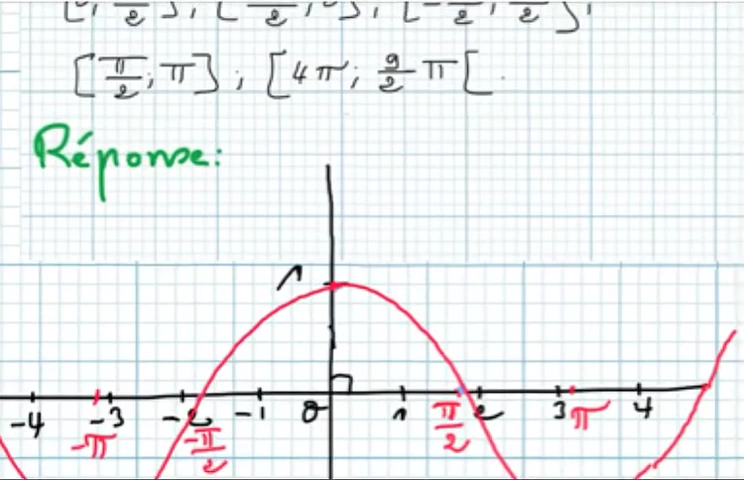 [π/2; π] ; [4π; 9/2 π[.
Réponse:
1
-4 -3 -2 -1 0 1 2 3 4
-π -π/2 π/2 π